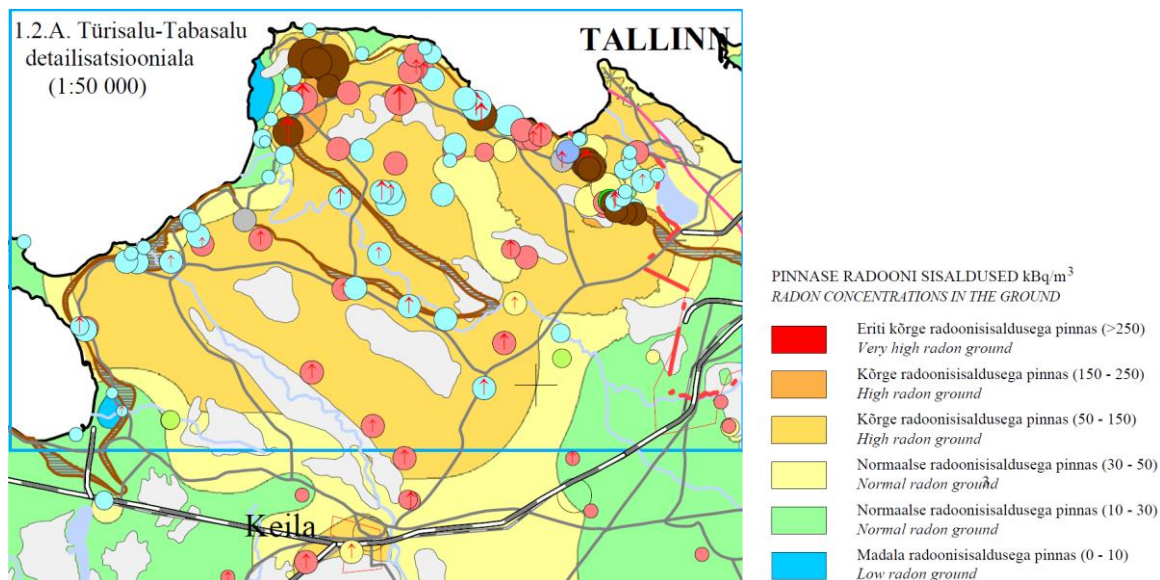 1.2.A. Türisalu-Tabasalu
detailisatsiooniala
(1:50 000)
TALLINN
Keila
PINNASE RADOONI SISALDUSED kBq/m³
RADON CONCENTRATIONS IN THE GROUND
Eriti kõrge radoonisisaldusega pinnas (>250)
Very high radon ground
Kõrge radoonisisaldusega pinnas (150 - 250)
High radon ground
Kõrge radoonisisaldusega pinnas (50 - 150)
High radon ground
Normaalse radoonisisaldusega pinnas (30 - 50)
Normal radon ground
3
Normaalse radoonisisaldusega pinnas (10 - 30)
Normal radon ground
Madala radoonisisaldusega pinnas (0 - 10)
Low radon ground